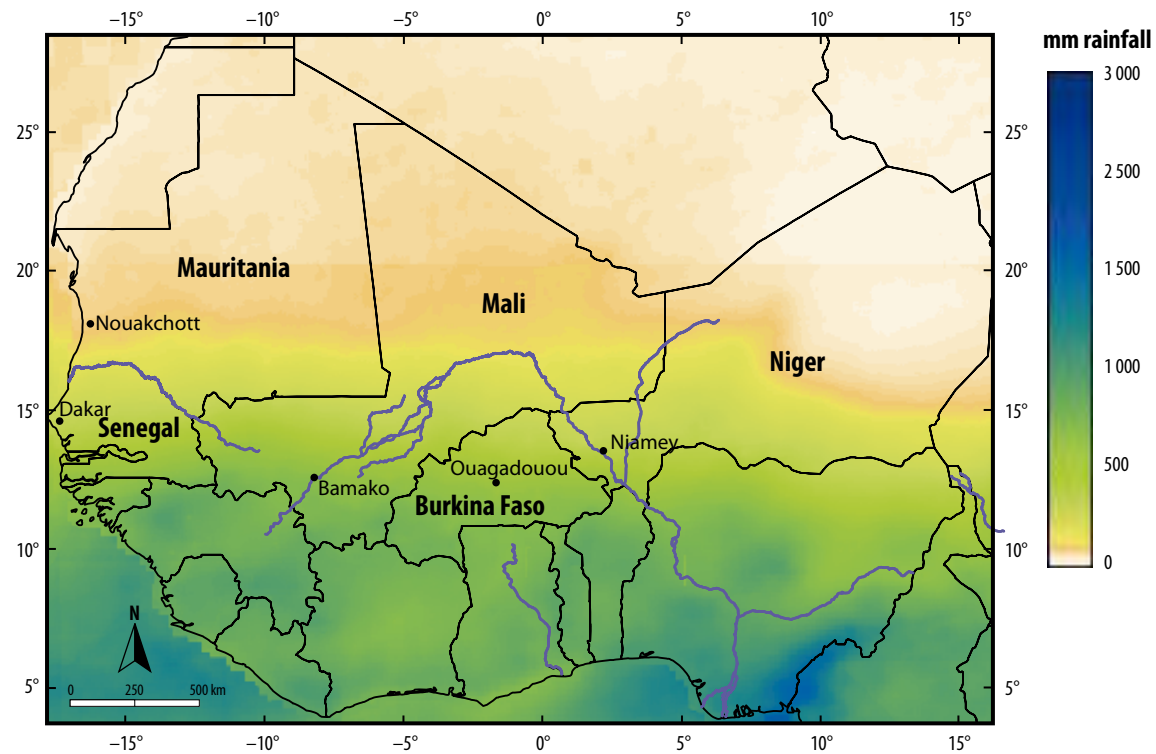 −15° −10° −5° 0° 5° 10° 15°
mm rainfall
3 000
25° 25°
2 500
Mauritania
20° 20°
1 500
Mali
Nouakchott
Niger
1 000
15° 15°
Dakar
Senegal
Niamey
Ouagadouou
500
Bamako
Burkina Faso
10° 10°
0
N
5° 5°
0 250 500 km
−15° −10° −5° 0° 5° 10° 15°